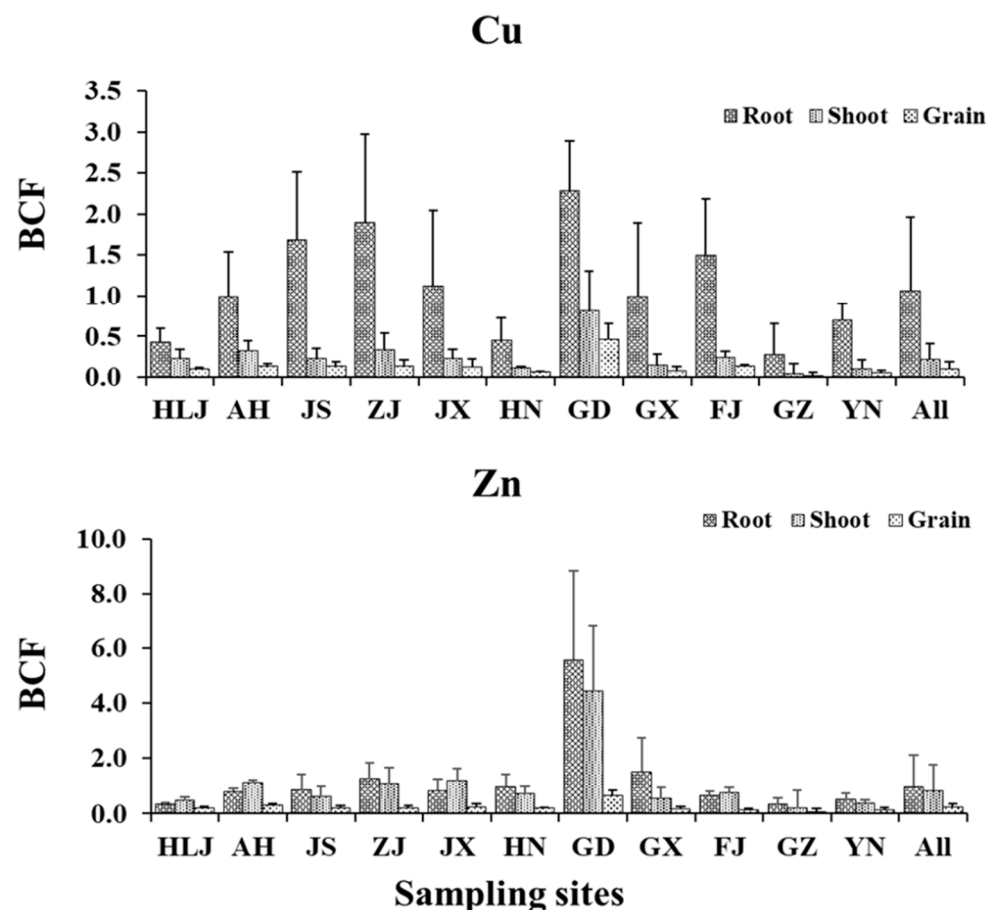 Cu
3.5
3.0
2.5
2.0
1.5
1.0
0.5
0.0
BCF
Root Shoot Grain
HLJ AH JS ZJ JX HN GD GX FJ GZ YN All
Zn
10.0
8.0
6.0
4.0
2.0
0.0
BCF
Root Shoot Grain
HLJ AH JS ZJ JX HN GD GX FJ GZ YN All
Sampling sites